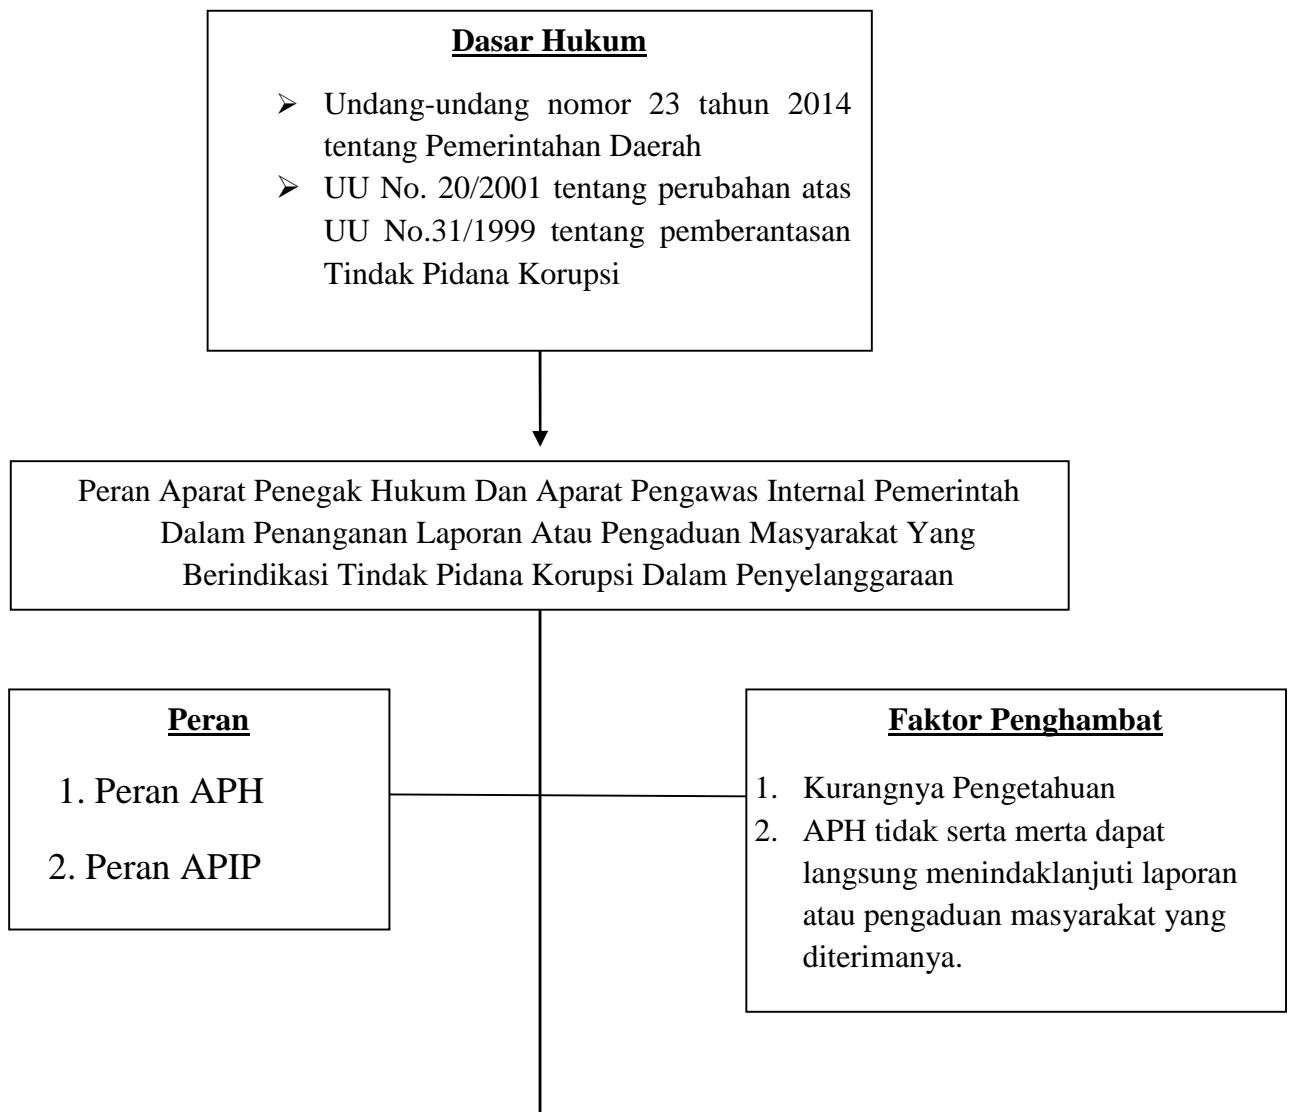 Dasar Hukum
➢ Undang-undang nomor 23 tahun 2014
tentang Pemerintahan Daerah
➢ UU No. 20/2001 tentang perubahan atas
UU No.31/1999 tentang pemberantasan
Tindak Pidana Korupsi
Peran Aparat Penegak Hukum Dan Aparat Pengawas Internal Pemerintah
Dalam Penanganan Laporan Atau Pengaduan Masyarakat Yang
Berindikasi Tindak Pidana Korupsi Dalam Penyelanggaraan
Peran
1. Peran APH
2. Peran APIP
Faktor Penghambat
1. Kurangnya Pengetahuan
2. APH tidak serta merta dapat
langsung menindaklanjuti laporan
atau pengaduan masyarakat yang
diterimanya.